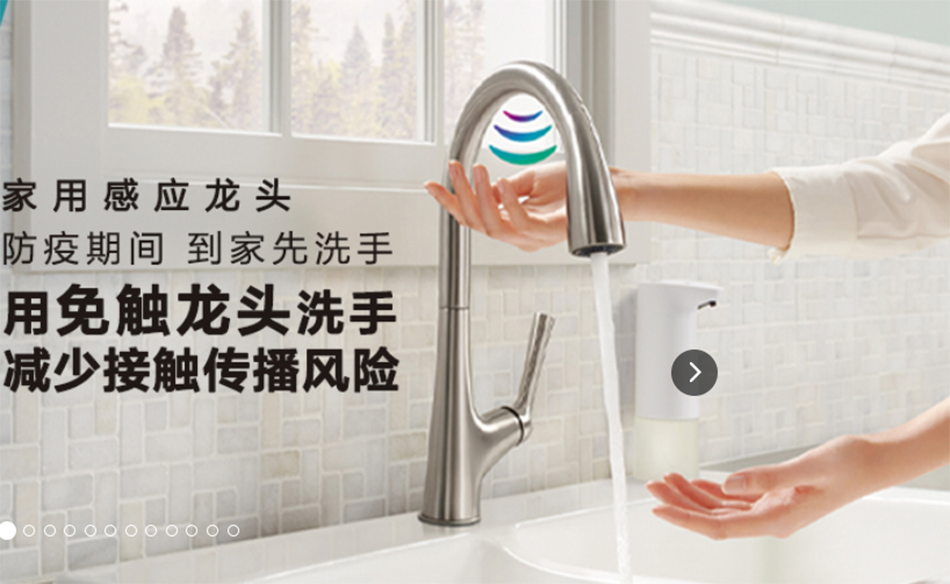 家用感应龙头
防疫期间 到家先洗手
用免触龙头洗手
减少接触传播风险